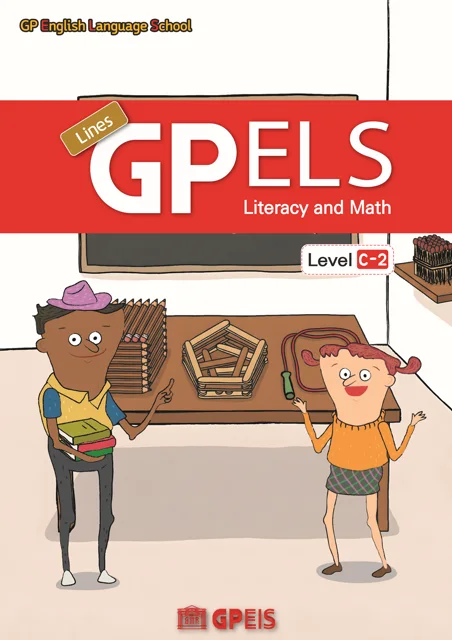 GP English Language School
Lines
GPELS
Literacy and Math
Level C-2
GPEIS